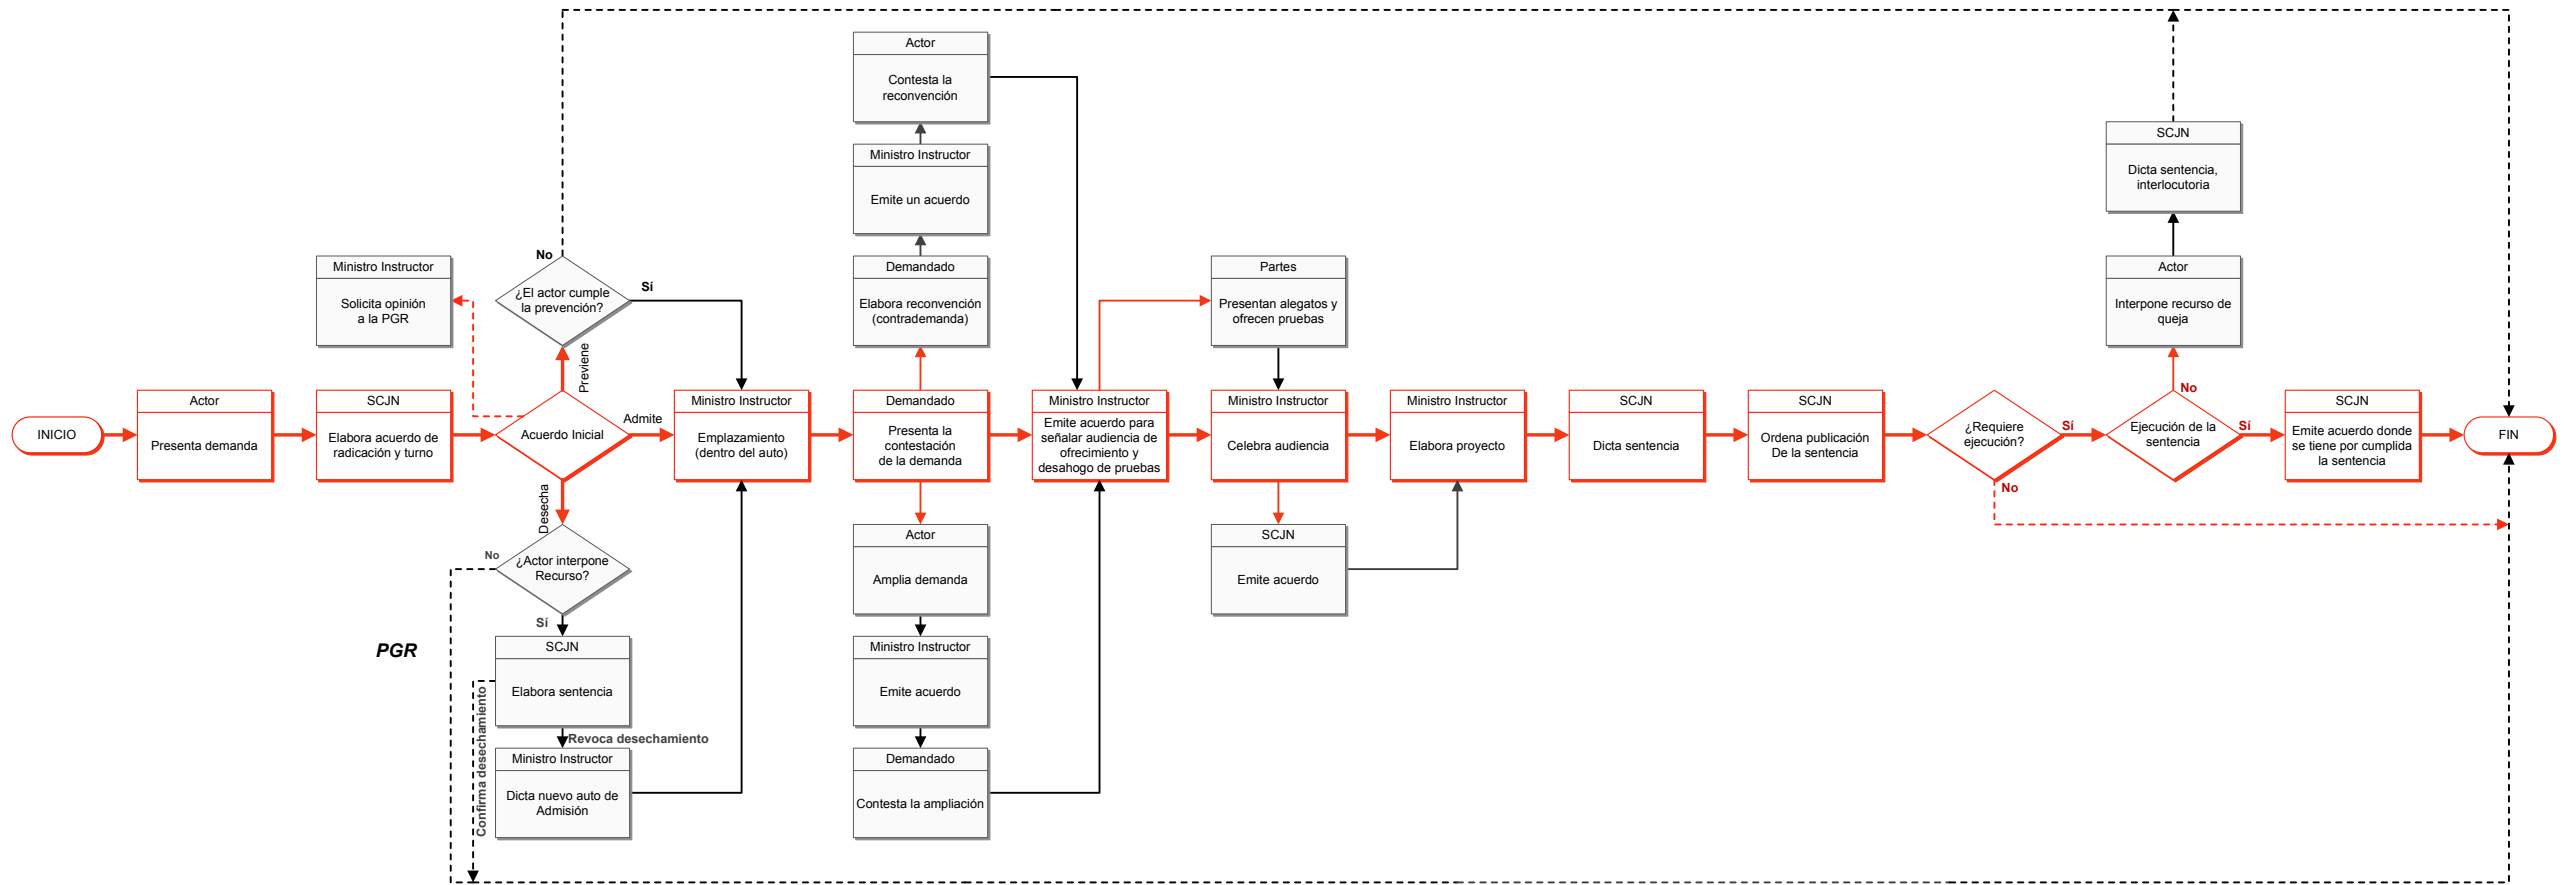 Actor
Contesta la
reconvención
Ministro Instructor
Emite un acuerdo
SCJN
Dicta sentencia,
interlocutoria
No
Ministro Instructor
Solicita opinión
a la PGR
¿El actor cumple
la prevención?
Sí
Demandado
Elabora reconvención
(contrademanda)
Partes
Presentan alegatos y
ofrecen pruebas
Actor
Interpone recurso de
queja
Previene
No
INICIO
Actor
Presenta demanda
SCJN
Elabora acuerdo de
radicación y turno
Acuerdo Inicial
Admite
Ministro Instructor
Emplazamiento
(dentro del auto)
Demandado
Presenta la
contestación
de la demanda
Ministro Instructor
Emite acuerdo para
señalar audiencia de
ofrecimiento y
desahogo de pruebas
Ministro Instructor
Celebra audiencia
Ministro Instructor
Elabora proyecto
SCJN
Dicta sentencia
SCJN
Ordena publicación
De la sentencia
¿Requiere
ejecución?
Sí
Ejecución de la
sentencia
Sí
SCJN
Emite acuerdo donde
se tiene por cumplida
la sentencia
FIN
No
Desecha
No
¿Actor interpone
Recurso?
Sí
Actor
Amplia demanda
SCJN
Emite acuerdo
PGR
SCJN
Elabora sentencia
Confirma desechamiento
Revoca desechamiento
Ministro Instructor
Dicta nuevo auto de
Admisión
Ministro Instructor
Emite acuerdo
Demandado
Contesta la ampliación